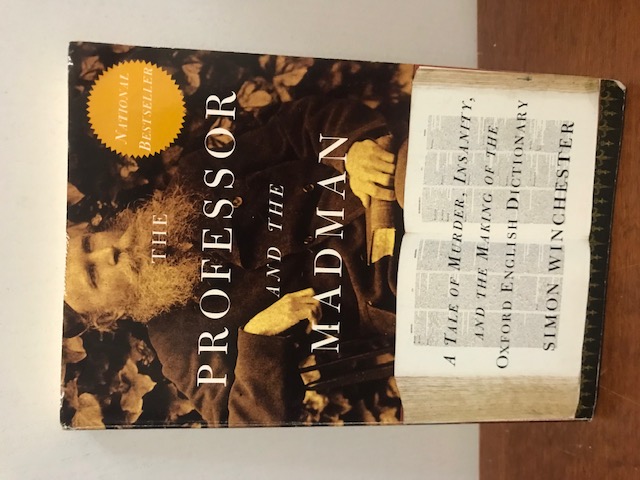 NATIONAL
BESTSELLER
THE
PROFESSOR
AND THE
MADMAN
A TALE OF MURDER, INSANITY,
AND THE MAKING OF THE
OXFORD ENGLISH DICTIONARY
SIMON WINCHESTER